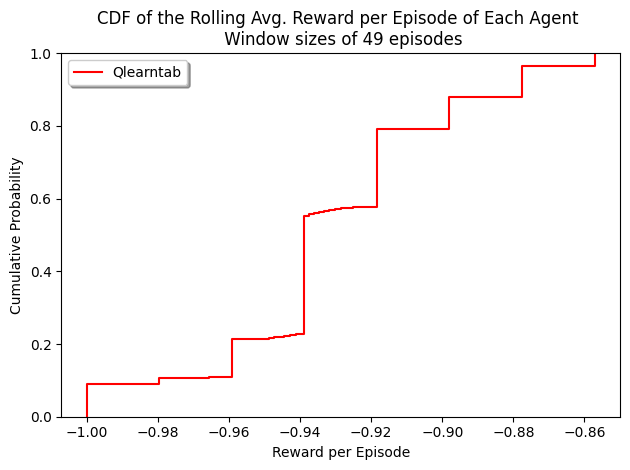 CDF of the Rolling Avg. Reward per Episode of Each Agent
Window sizes of 49 episodes
Qlearntab
1.0
0.8
0.6
0.4
0.2
0.0
Cumulative Probability
−1.00 −0.98 −0.96 −0.94 −0.92 −0.90 −0.88 −0.86
Reward per Episode